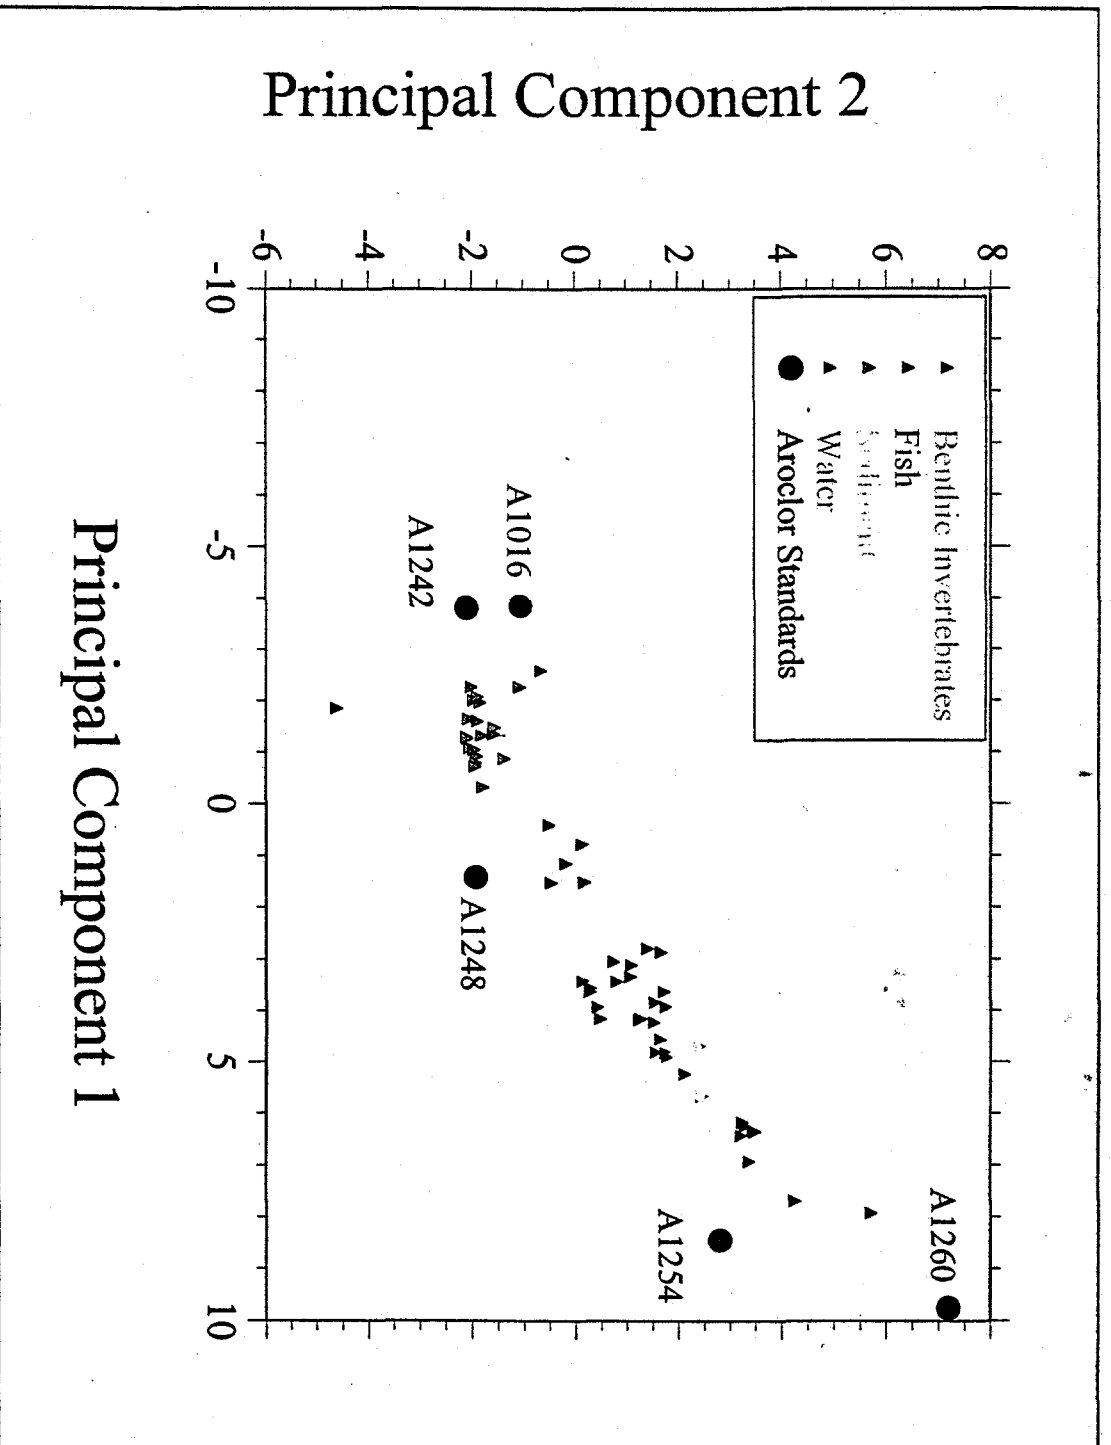 Principal Component 2
8
6
4
2
0
-2
-4
-6
-10
-5
0
5
10
Benthic Invertebrates
Fish
Sediment
Water
Aroclor Standards
A1016
A1242
A1248
A1254
A1260
Principal Component 1